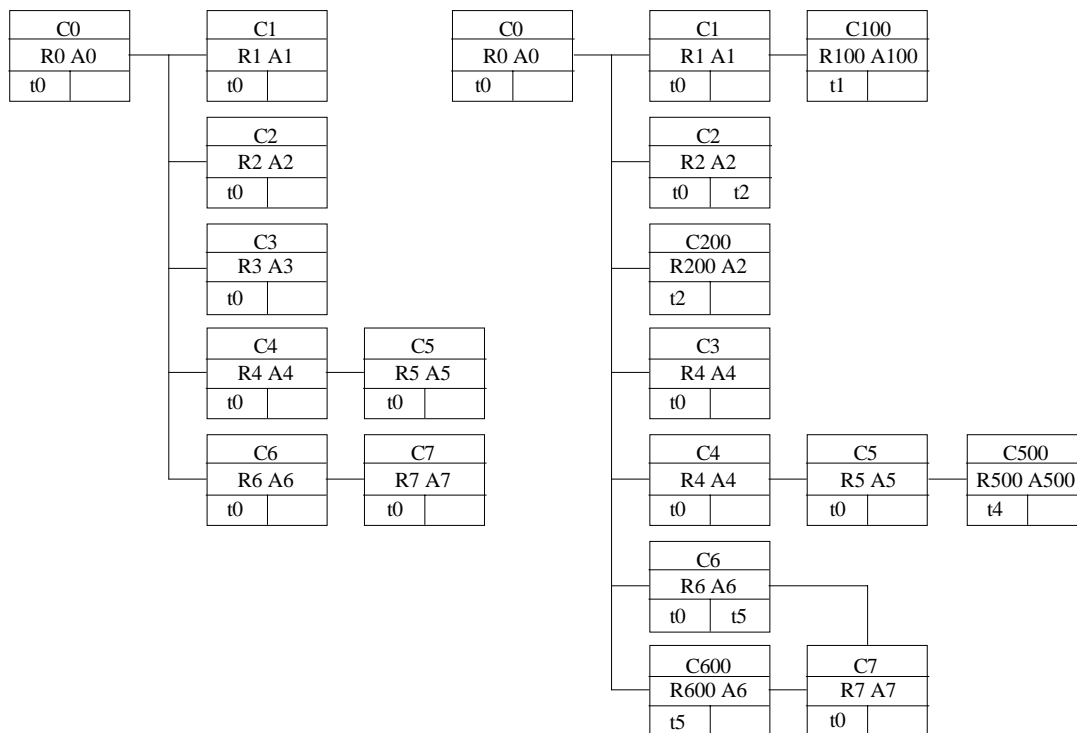 C0
R0 A0
t0
C1
R1 A1
t0
C2
R2 A2
t0
C3
R3 A3
t0
C4
R4 A4
t0
C5
R5 A5
t0
C6
R6 A6
t0
C7
R7 A7
t0
C0
R0 A0
t0
C1
R1 A1
t0
C100
R100 A100
t1
C2
R2 A2
t0 t2
C200
R200 A2
t2
C3
R4 A4
t0
C4
R4 A4
t0
C5
R5 A5
t0
C500
R500 A500
t4
C6
R6 A6
t0 t5
C600
R600 A6
t5
C7
R7 A7
t0